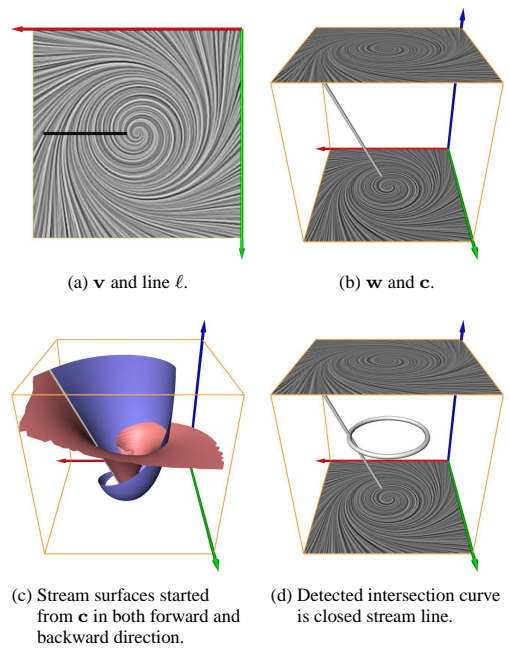 (a) v and line ℓ.
(b) w and c.
(c) Stream surfaces started
from c in both forward and
backward direction.
(d) Detected intersection curve
is closed stream line.